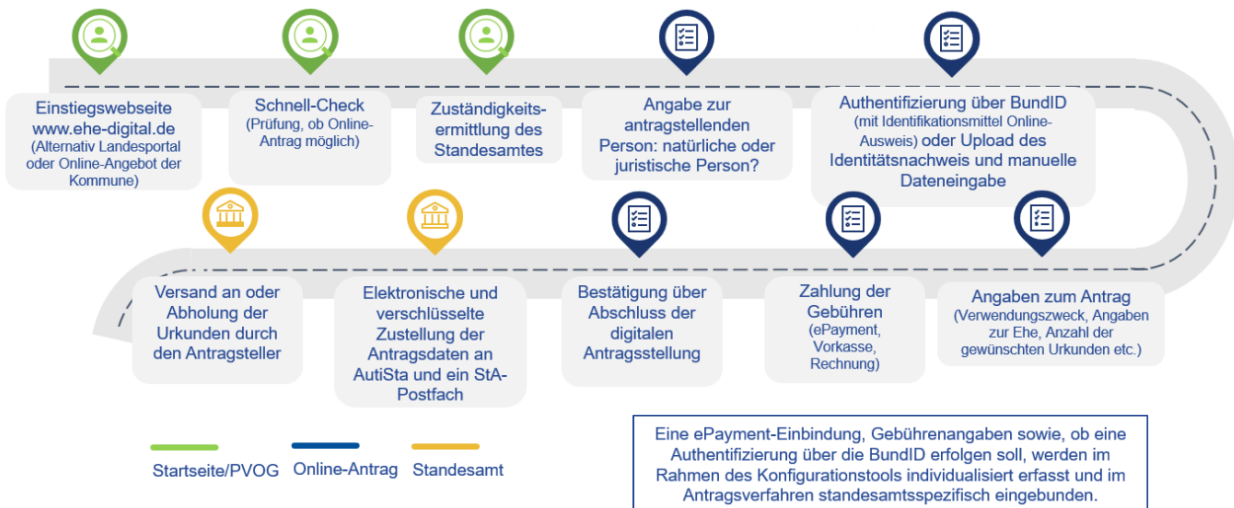 Einstiegswebseite
www.ehe-digital.de
(Alternativ Landesportal
oder Online-Angebot der
Kommune)
Schnell-Check
(Prüfung, ob Online-
Antrag möglich)
Zuständigkeits-
ermittlung des
Standesamtes
Angabe zur
antragstellenden
Person: natürliche oder
juristische Person?
Authentifizierung über BundID
(mit Identifikationsmittel Online-
Ausweis) oder Upload des
Identitätsnachweis und manuelle
Dateneingabe
Angaben zum Antrag
(Verwendungszweck, Angaben
zur Ehe, Anzahl der
gewünschten Urkunden etc.)
Zahlung der
Gebühren
(ePayment,
Vorkasse,
Rechnung)
Bestätigung über
Abschluss der
digitalen
Antragsstellung
Elektronische und
verschlüsselte
Zustellung der
Antragsdaten an
AutiSta und ein StA-
Postfach
Versand an oder
Abholung der
Urkunden durch
den Antragsteller
Startseite/PVOG
Online-Antrag
Standesamt
Eine ePayment-Einbindung, Gebührenangaben sowie, ob eine
Authentifizierung über die BundID erfolgen soll, werden im
Rahmen des Konfigurationstools individualisiert erfasst und im
Antragsverfahren standesamtsspezifisch eingebunden.